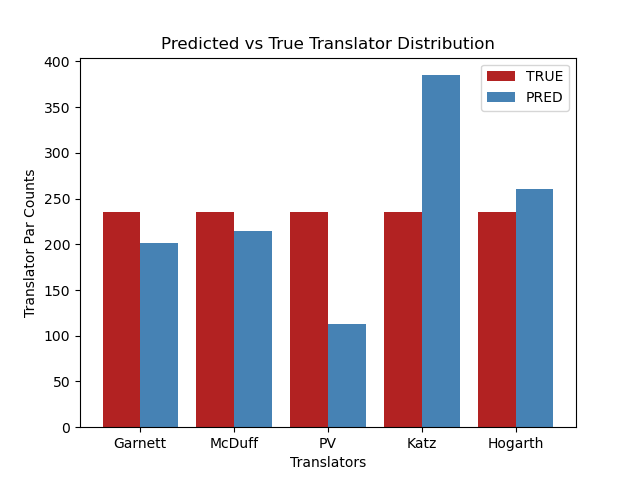 Predicted vs True Translator Distribution
TRUE
PRED
Translator Par Counts
400
350
300
250
200
150
100
50
0
Garnett McDuff PV Katz Hogarth
Translators